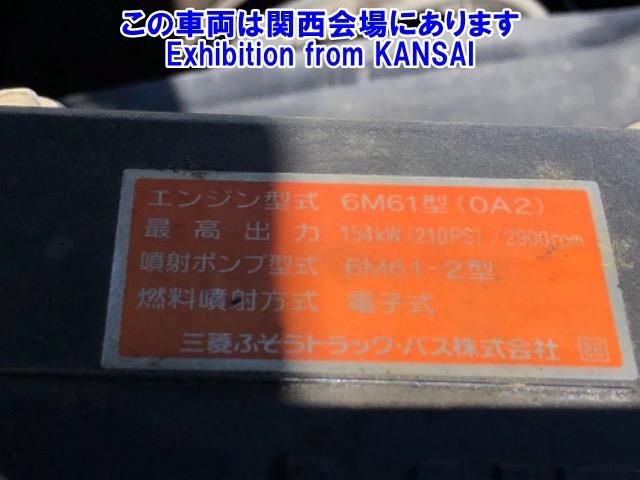 この車両は関西会場にあります
Exhibition from KANSAI
エンジン型式 6M61型(0A2)
最高出力 154kW(210PS)/2900rpm
噴射ポンプ型式 6M61-2型
燃料噴射方式 電子式
三菱ふそうトラック・バス株式会社 88